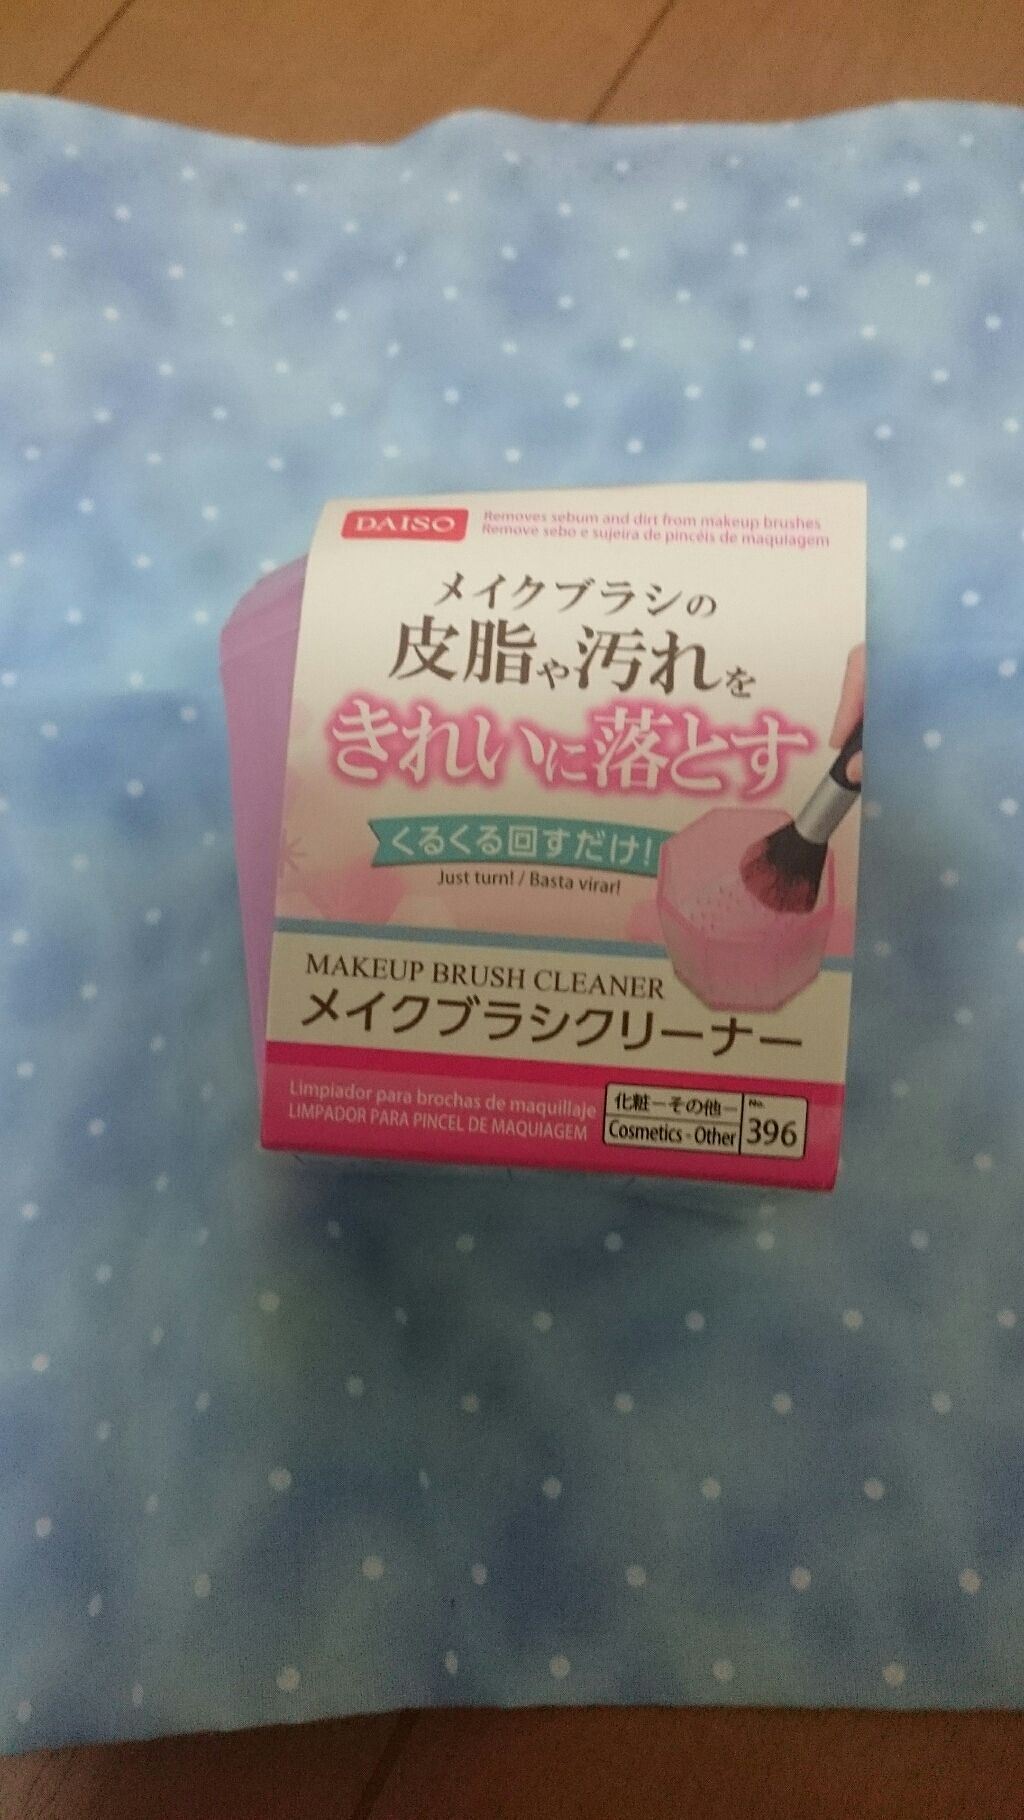 DAISO
Removes sebum and dirt from makeup brushes
Remove sebo e sujeira de pincéis de maquiagem
メイクブラシの
皮脂や汚れを
きれいに落とす
くるくる回すだけ!
Just turn! / Basta virar!
MAKEUP BRUSH CLEANER
メイクブラシクリーナー
Limpiador para brochas de maquillaje
LIMPADOR PARA PINCEL DE MAQUIAGEM
化粧－その他－
Cosmetics - Other
No.
396